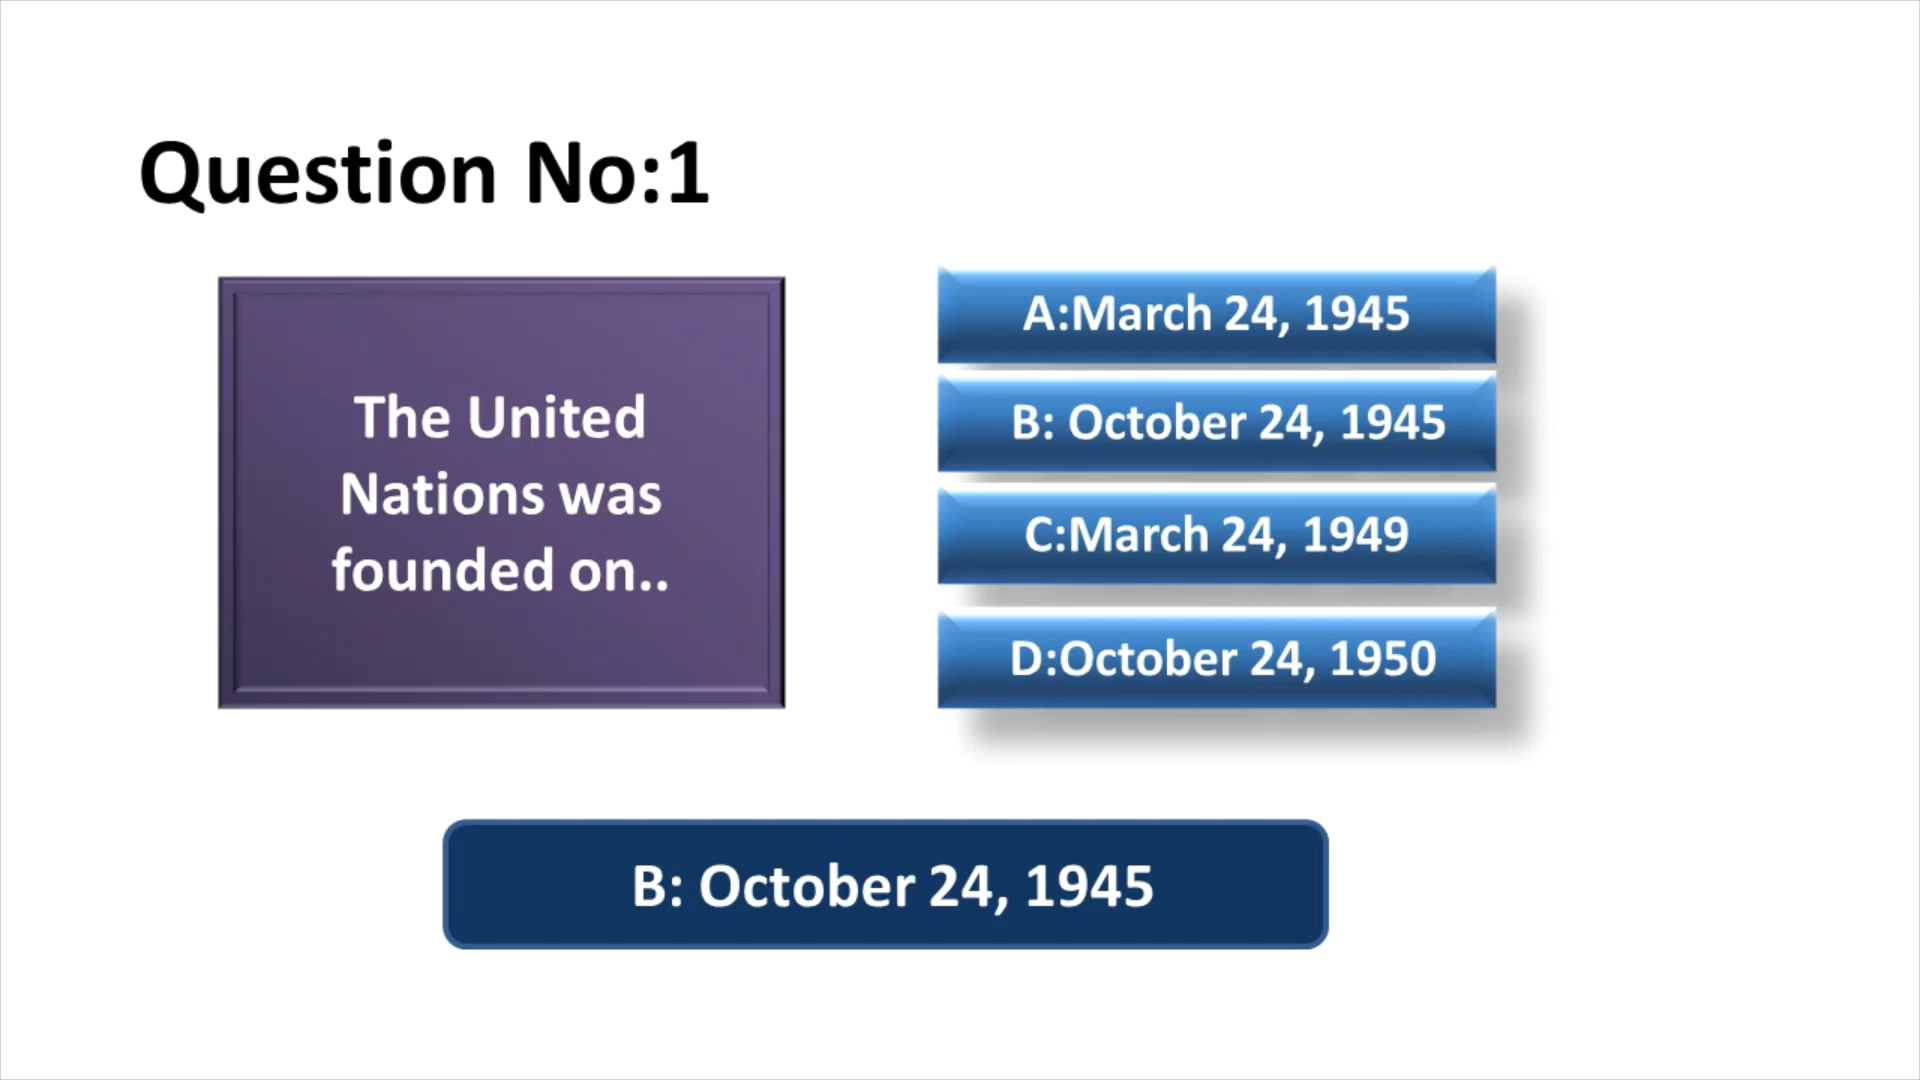 Question No:1
The United
Nations was
founded on..
A:March 24, 1945
B: October 24, 1945
C:March 24, 1949
D:October 24, 1950
B: October 24, 1945